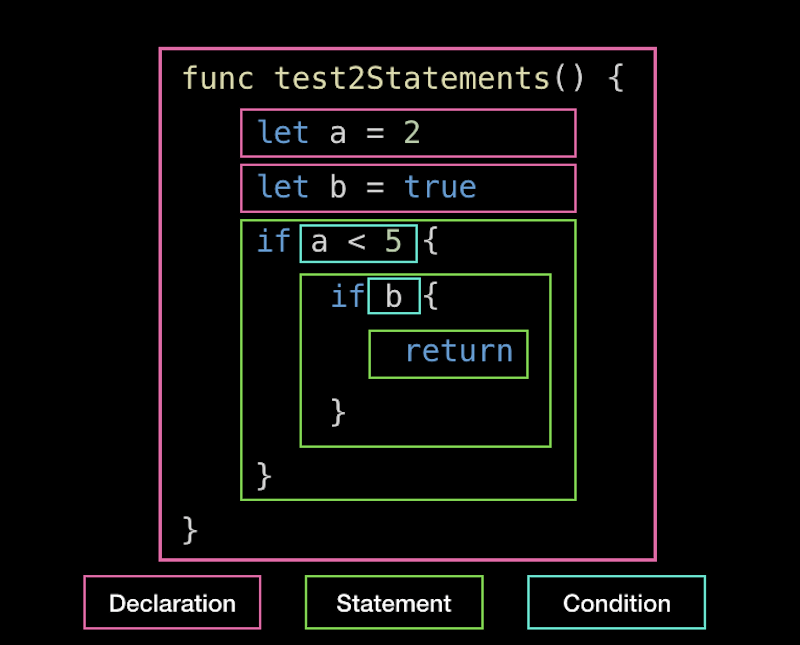 func test2Statements() {
let a = 2
let b = true
if a < 5 {
if b {
return
}
}
}
Declaration Statement Condition